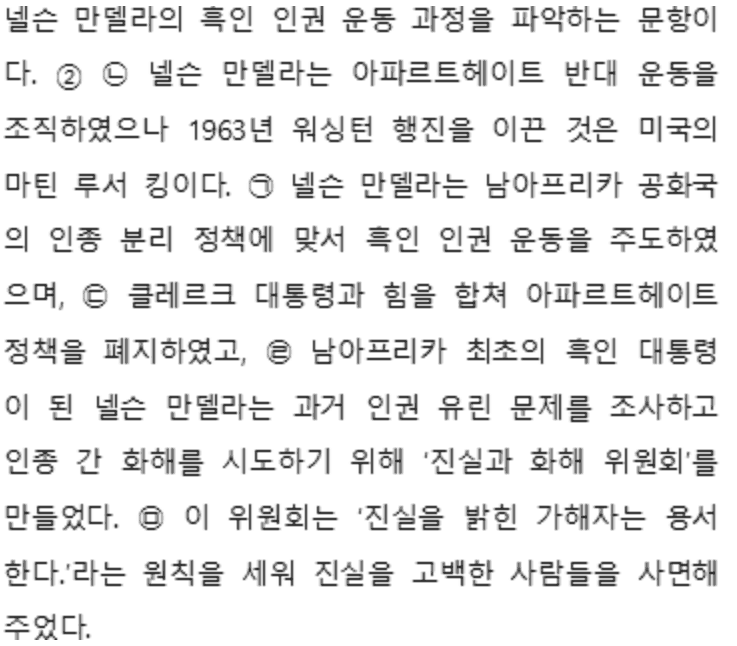 넬슨 만델라의 흑인 인권 운동 과정을 파악하는 문항이
다. ② ㉡ 넬슨 만델라는 아파르트헤이트 반대 운동을
조직하였으나 1963년 워싱턴 행진을 이끈 것은 미국의
마틴 루서 킹이다. ㉠ 넬슨 만델라는 남아프리카 공화국
의 인종 분리 정책에 맞서 흑인 인권 운동을 주도하였
으며, ㉢ 클레르크 대통령과 힘을 합쳐 아파르트헤이트
정책을 폐지하였고, ㉣ 남아프리카 최초의 흑인 대통령
이 된 넬슨 만델라는 과거 인권 유린 문제를 조사하고
인종 간 화해를 시도하기 위해 '진실과 화해 위원회'를
만들었다. ㉤ 이 위원회는 '진실을 밝힌 가해자는 용서
한다.'라는 원칙을 세워 진실을 고백한 사람들을 사면해
주었다.